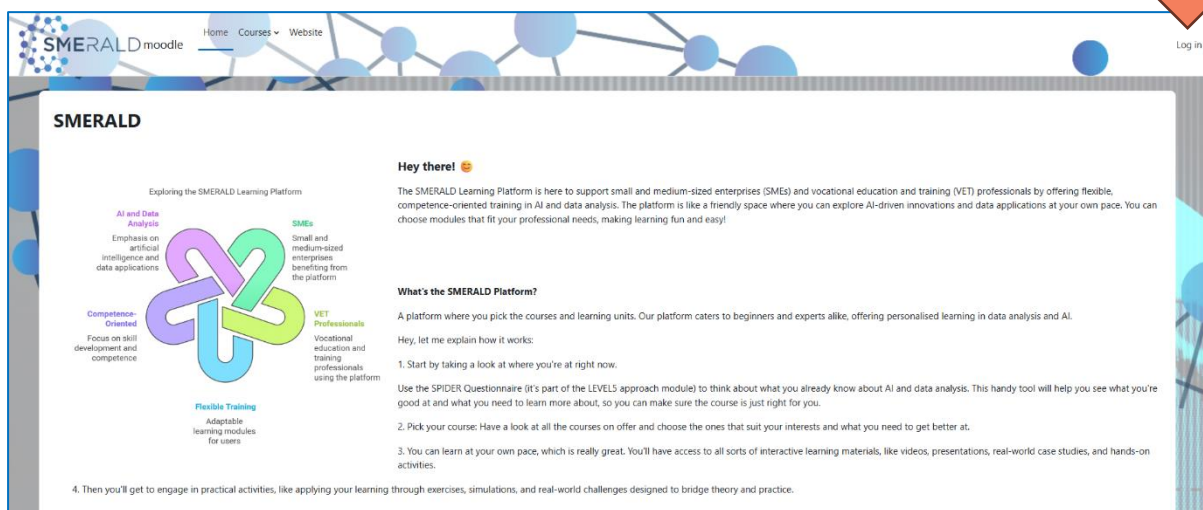 SMERALD moodle
Home Courses Website
Log in
SMERALD
Exploring the SMERALD Learning Platform
AI and Data
Analysis
Emphasis on
artificial
intelligence and
data applications
SMEs
Small and
medium-sized
enterprises
benefiting from
the platform
Competence-
Oriented
Focus on skill
development and
competence
VET
Professionals
Vocational
education and
training
professionals
using the platform
Flexible Training
Adaptable
learning modules
for users
Hey there! 😊
The SMERALD Learning Platform is here to support small and medium-sized enterprises (SMEs) and vocational education and training (VET) professionals by offering flexible,
competence-oriented training in AI and data analysis. The platform is like a friendly space where you can explore AI-driven innovations and data applications at your own pace. You can
choose modules that fit your professional needs, making learning fun and easy!
What's the SMERALD Platform?
A platform where you pick the courses and learning units. Our platform caters to beginners and experts alike, offering personalised learning in data analysis and AI.
Hey, let me explain how it works:
1. Start by taking a look at where you're at right now.
Use the SPIDER Questionnaire (it's part of the LEVEL5 approach module) to think about what you already know about AI and data analysis. This handy tool will help you see what you're
good at and what you need to learn more about, so you can make sure the course is just right for you.
2. Pick your course: Have a look at all the courses on offer and choose the ones that suit your interests and what you need to get better at.
3. You can learn at your own pace, which is really great. You'll have access to all sorts of interactive learning materials, like videos, presentations, real-world case studies, and hands-on
activities.
4. Then you'll get to engage in practical activities, like applying your learning through exercises, simulations, and real-world challenges designed to bridge theory and practice.